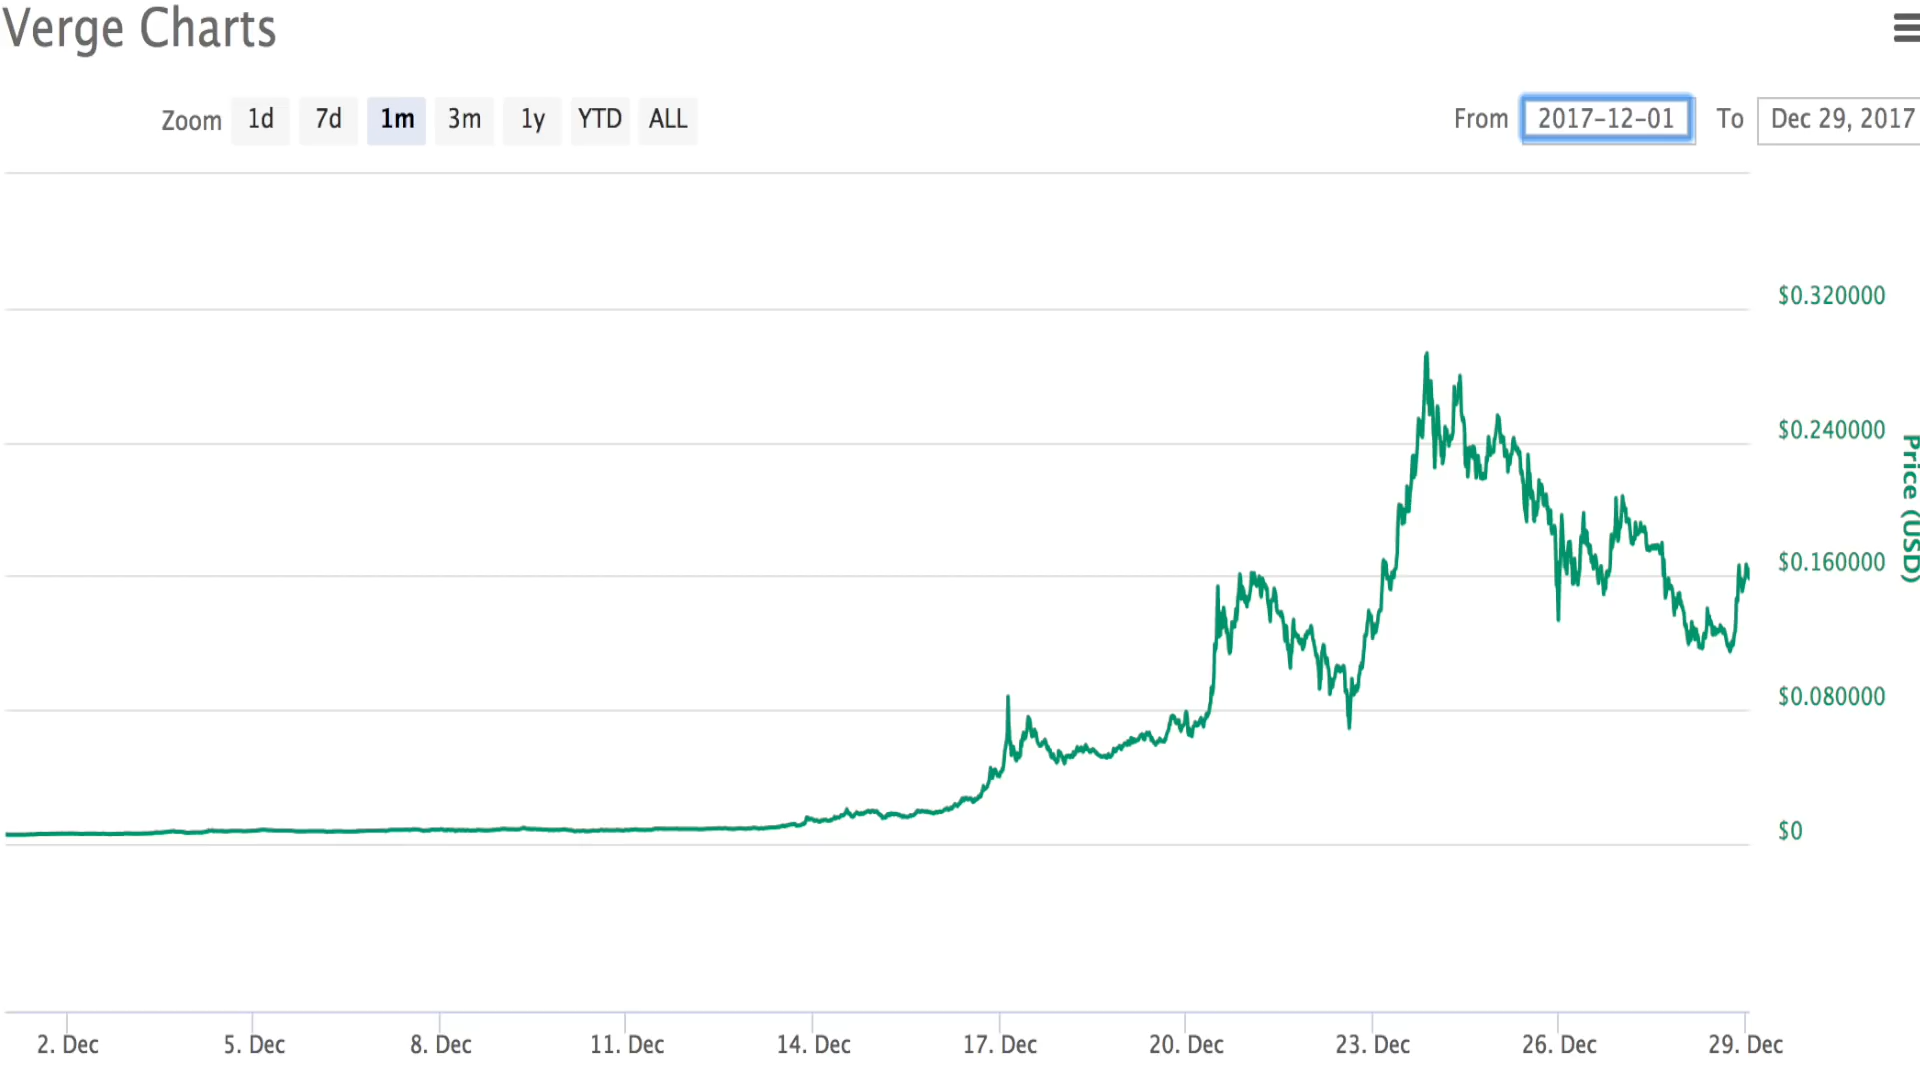 Verge Charts
Zoom 1d 7d 1m 3m 1y YTD ALL From 2017-12-01 To Dec 29, 2017
$0.320000
$0.240000
$0.160000
$0.080000
$0
Price (USD)
2. Dec 5. Dec 8. Dec 11. Dec 14. Dec 17. Dec 20. Dec 23. Dec 26. Dec 29. Dec